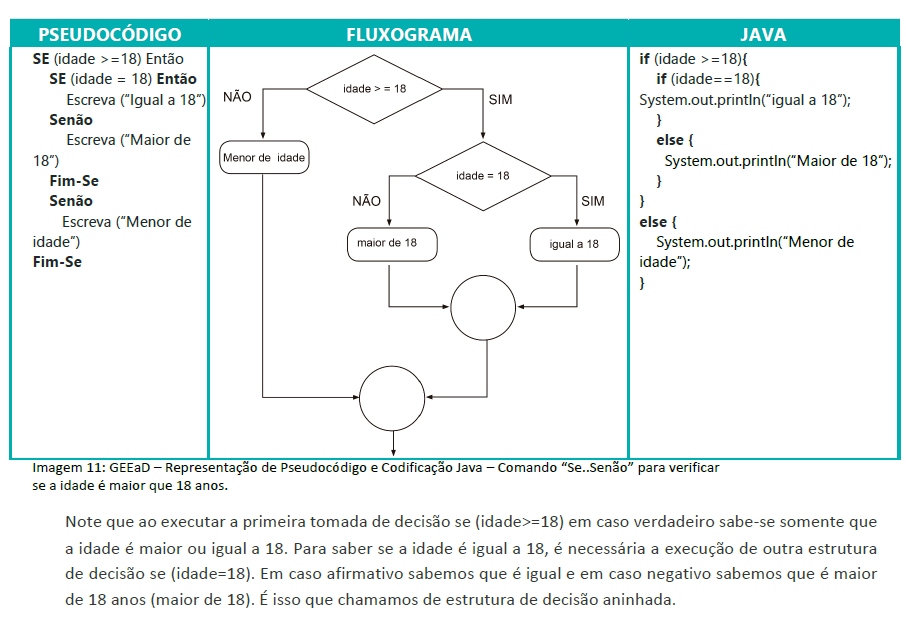 PSEUDOCÓDIGO
SE (idade >=18) Então
SE (idade = 18) Então
Escreva ("Igual a 18")
Senão
Escreva ("Maior de
18")
Fim-Se
Senão
Escreva ("Menor de
idade")
Fim-Se
FLUXOGRAMA
idade > = 18
NÃO
SIM
Menor de idade
idade = 18
NÃO
SIM
maior de 18
igual a 18
JAVA
if (idade >=18){
if (idade==18){
System.out.println("igual a 18");
}
else {
System.out.println("Maior de 18");
}
}
else {
System.out.println("Menor de
idade");
}
Imagem 11: GEEaD – Representação de Pseudocódigo e Codificação Java – Comando "Se..Senão" para verificar
se a idade é maior que 18 anos.
Note que ao executar a primeira tomada de decisão se (idade>=18) em caso verdadeiro sabe-se somente que
a idade é maior ou igual a 18. Para saber se a idade é igual a 18, é necessária a execução de outra estrutura
de decisão se (idade=18). Em caso afirmativo sabemos que é igual e em caso negativo sabemos que é maior
de 18 anos (maior de 18). É isso que chamamos de estrutura de decisão aninhada.